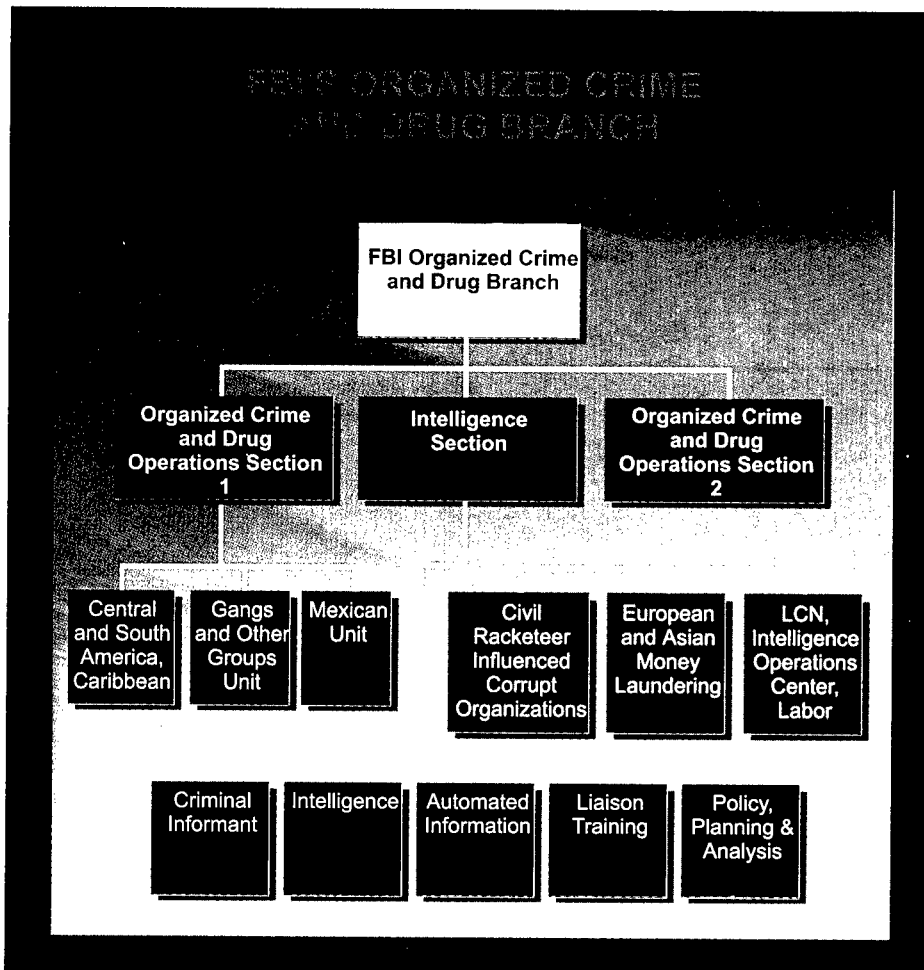 FBI'S ORGANIZED CRIME
AND DRUG BRANCH
FBI Organized Crime
and Drug Branch
Organized Crime
and Drug
Operations Section
1
Intelligence
Section
Organized Crime
and Drug
Operations Section
2
Central
and South
America,
Caribbean
Gangs
and Other
Groups
Unit
Mexican
Unit
Civil
Racketeer
Influenced
Corrupt
Organizations
European
and Asian
Money
Laundering
LCN,
Intelligence
Operations
Center,
Labor
Criminal
Informant
Intelligence
Automated
Information
Liaison
Training
Policy,
Planning &
Analysis